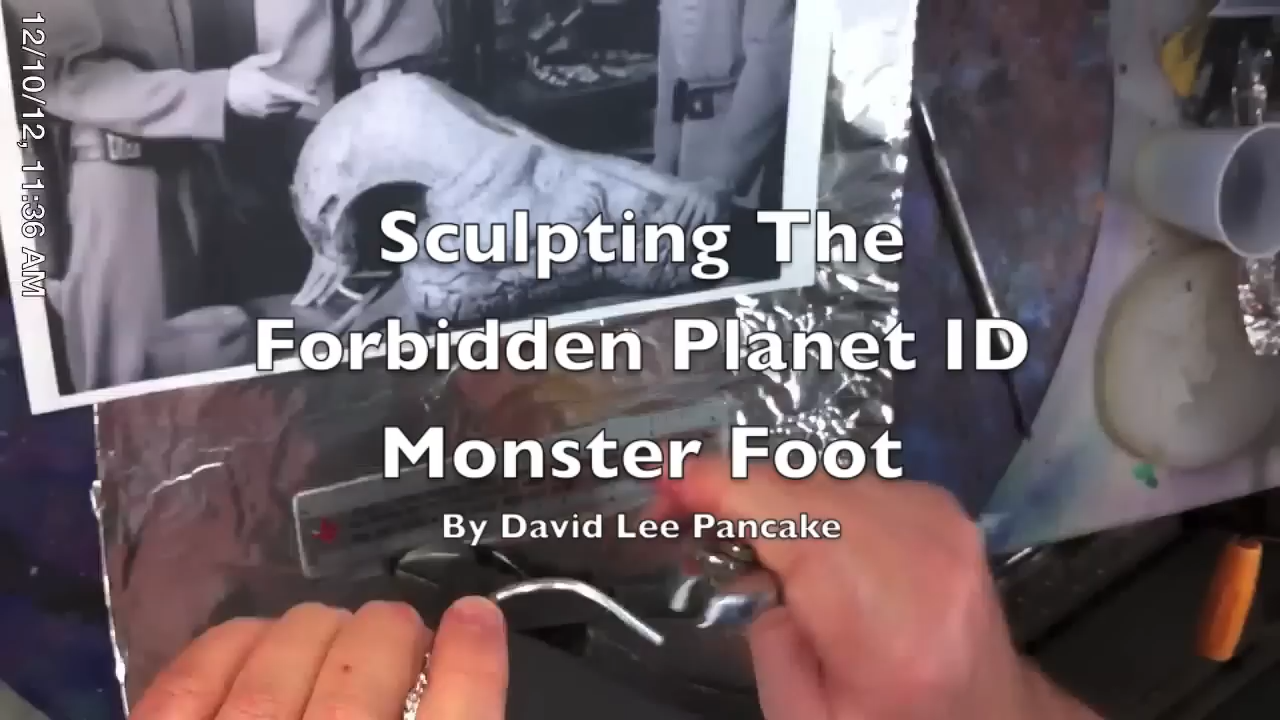 12/10/12, 11:36 AM
Sculpting The
Forbidden Planet ID
Monster Foot
By David Lee Pancake